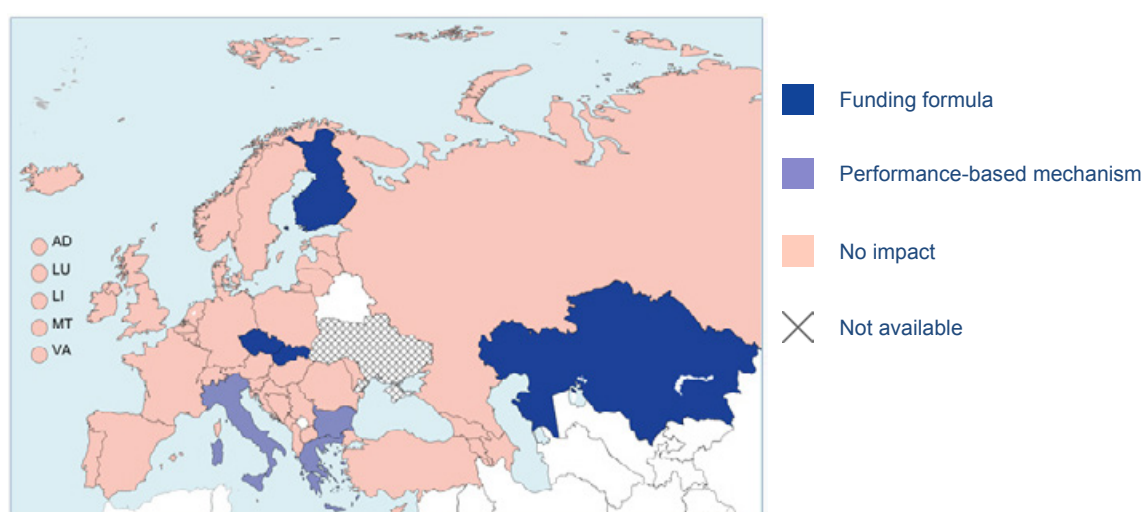 AD
LU
LI
MT
VA
Funding formula
Performance-based mechanism
No impact
Not available